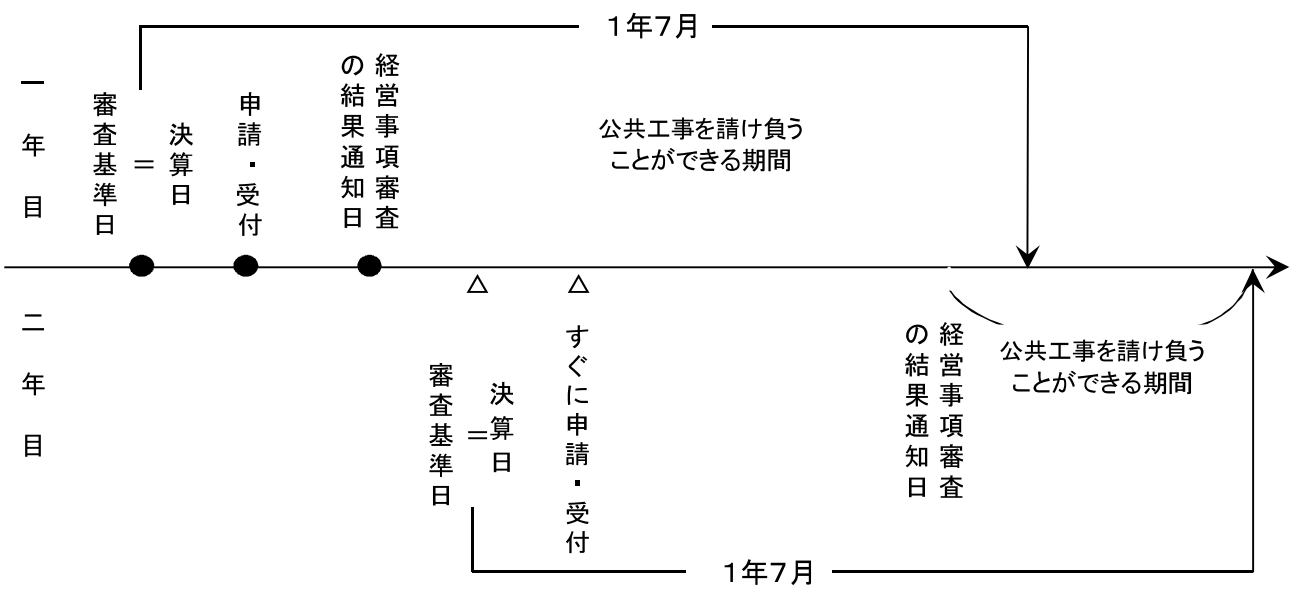 1年7月
一年目
審査基準日
＝
決算日
申請・受付
経営事項審査
の結果通知日
公共工事を請け負う
ことができる期間
二年目
審査基準日
＝
決算日
すぐに申請・受付
経営事項審査
の結果通知日
公共工事を請け負う
ことができる期間
1年7月